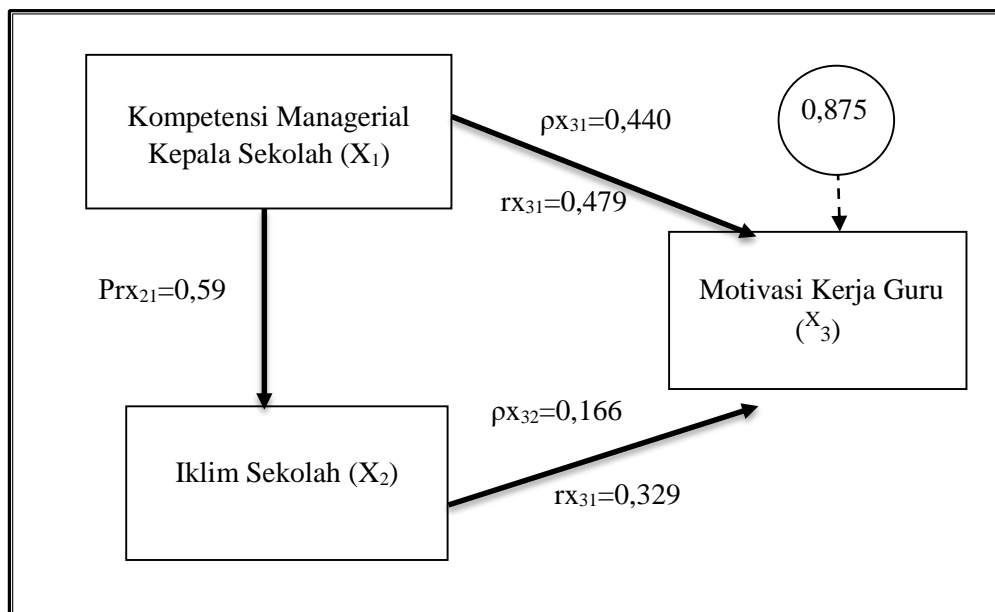 Kompetensi Managerial
Kepala Sekolah (X₁)
ρx₃₁=0,440
0,875
rx₃₁=0,479
Prx₂₁=0,59
Motivasi Kerja Guru
(ˣ₃)
ρx₃₂=0,166
Iklim Sekolah (X₂)
rx₃₁=0,329